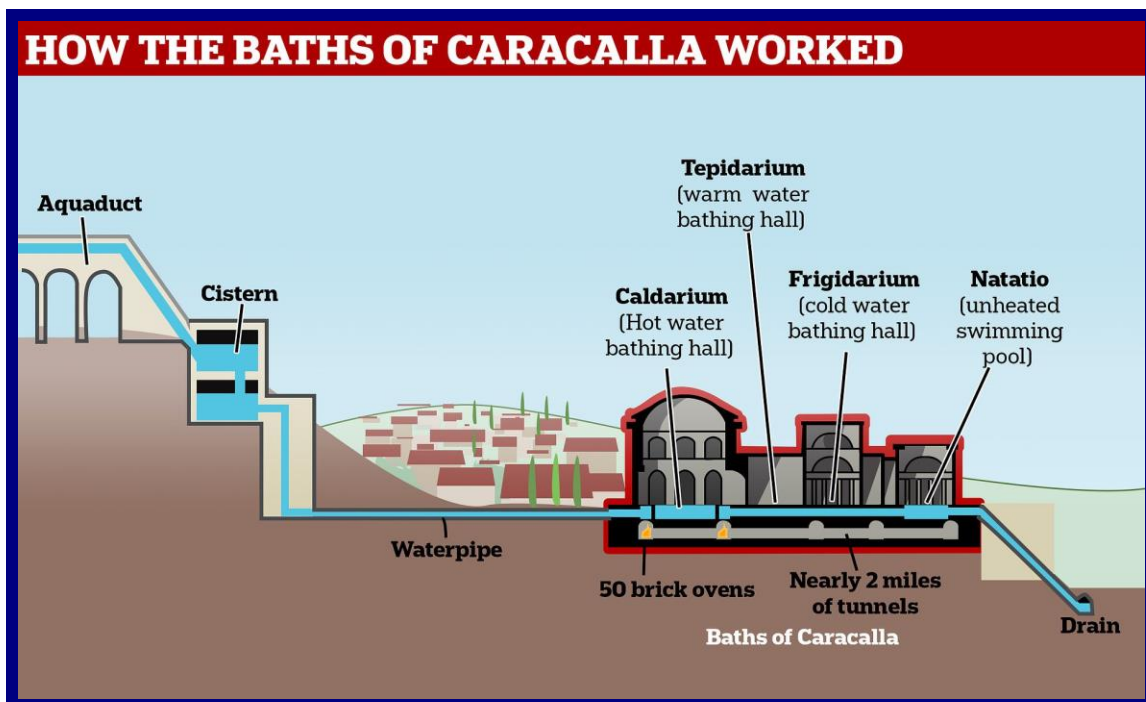 HOW THE BATHS OF CARACALLA WORKED
Aquaduct
Cistern
Waterpipe
Caldarium
(Hot water
bathing hall)
Tepidarium
(warm water
bathing hall)
Frigidarium
(cold water
bathing hall)
Natatio
(unheated
swimming
pool)
50 brick ovens
Nearly 2 miles
of tunnels
Baths of Caracalla
Drain